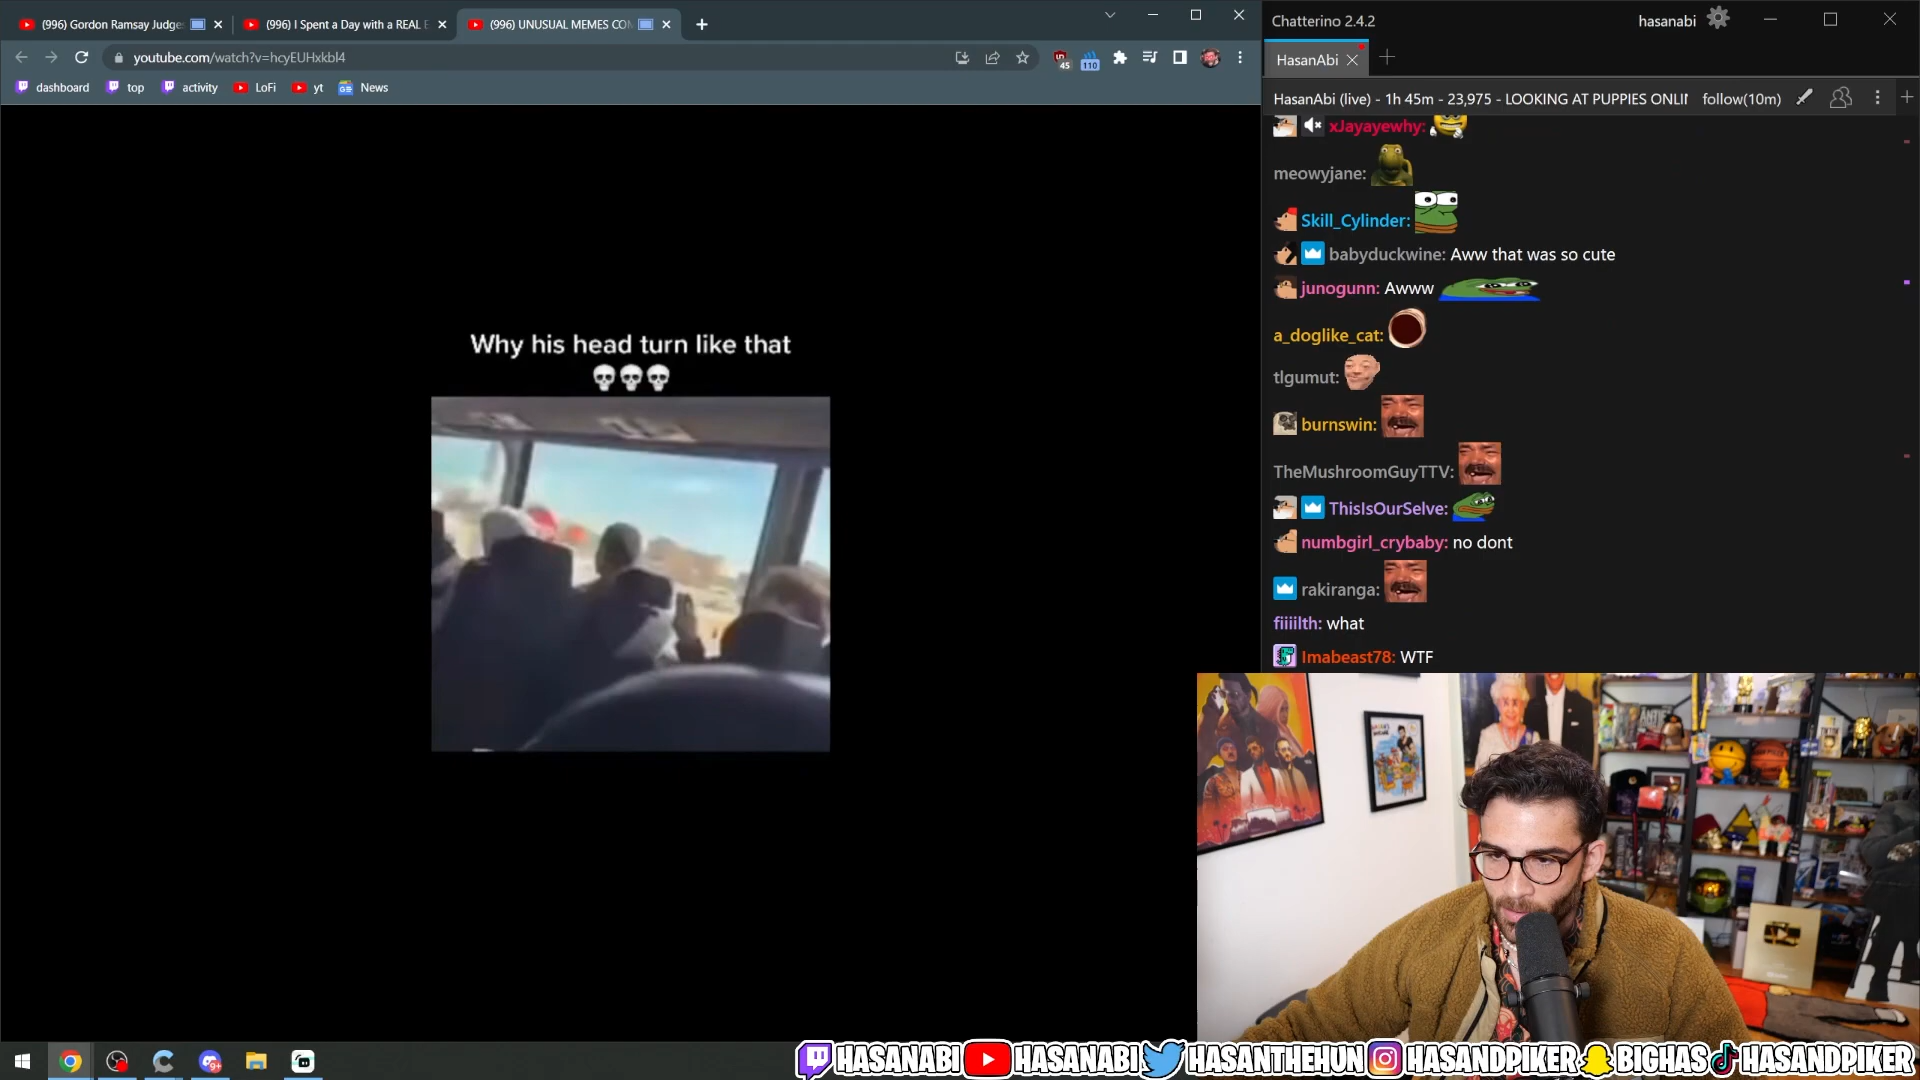 (996) Gordon Ramsay Judges
(996) I Spent a Day with a REAL E
(996) UNUSUAL MEMES CO
youtube.com/watch?v=hcyEUHxkbl4
45
110
dashboard
top
activity
LoFi
yt
News
Why his head turn like that
💀💀💀
Chatterino 2.4.2
hasanabi
HasanAbi
HasanAbi (live) - 1h 45m - 23,975 - LOOKING AT PUPPIES ONLI
follow(10m)
xJayayewhy:
meowyjane:
Skill_Cylinder:
babyduckwine: Aww that was so cute
junogunn: Awww
a_doglike_cat:
tlgumut:
burnswin:
TheMushroomGuyTTV:
ThisIsOurSelve:
numbgirl_crybaby: no dont
rakiranga:
fiiiilth: what
Imabeast78: WTF
HASANABI HASANABI HASANTHEHUN HASANDPIKER BIGHAS HASANDPIKER